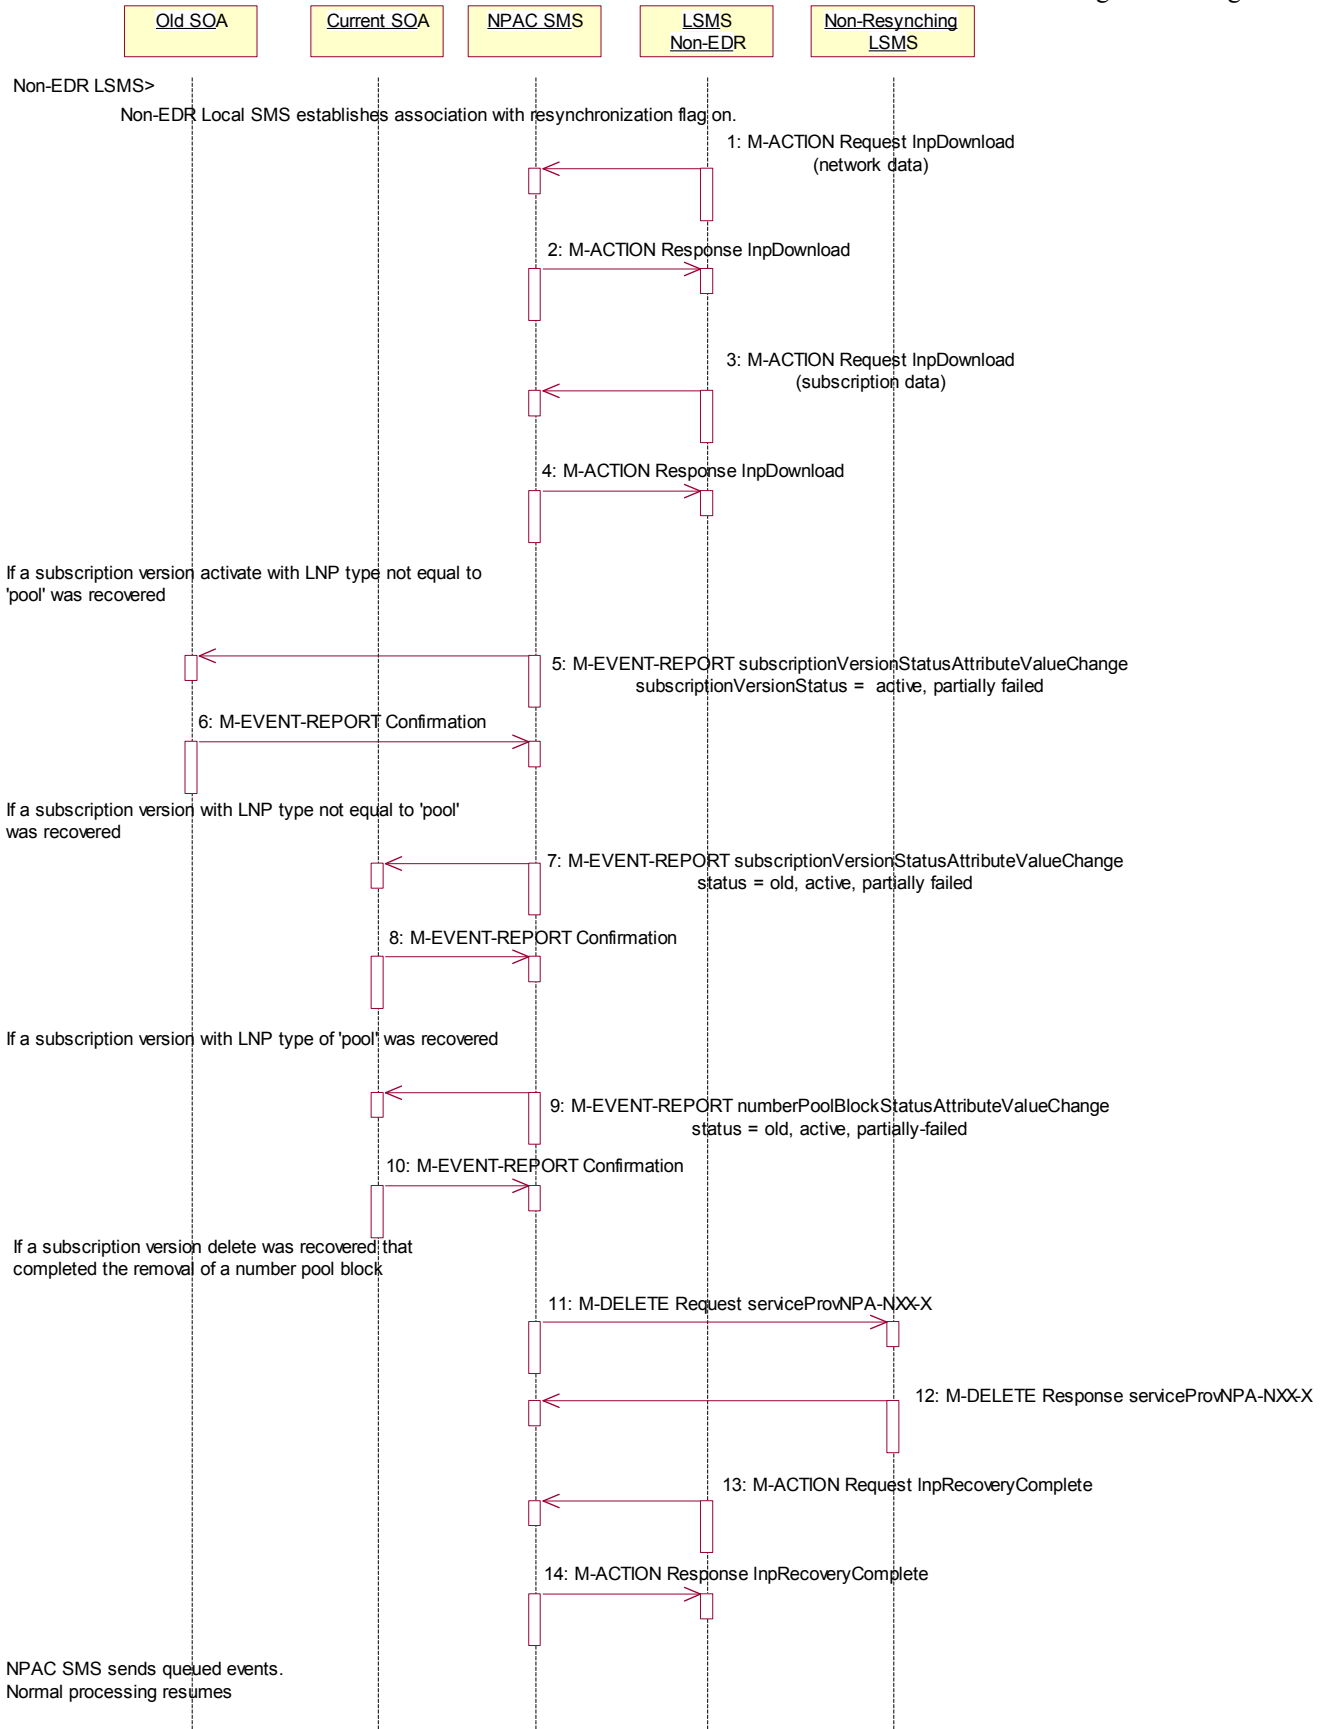 Old SOA
Current SOA
NPAC SMS
LSMS
Non-EDR
Non-Resynching
LSMS
Non-EDR LSMS>
Non-EDR Local SMS establishes association with resynchronization flag on.
1: M-ACTION Request lnpDownload
(network data)
2: M-ACTION Response lnpDownload
3: M-ACTION Request lnpDownload
(subscription data)
4: M-ACTION Response lnpDownload
If a subscription version activate with LNP type not equal to
'pool' was recovered
5: M-EVENT-REPORT subscriptionVersionStatusAttributeValueChange
subscriptionVersionStatus = active, partially failed
6: M-EVENT-REPORT Confirmation
If a subscription version with LNP type not equal to 'pool'
was recovered
7: M-EVENT-REPORT subscriptionVersionStatusAttributeValueChange
status = old, active, partially failed
8: M-EVENT-REPORT Confirmation
If a subscription version with LNP type of 'pool' was recovered
9: M-EVENT-REPORT numberPoolBlockStatusAttributeValueChange
status = old, active, partially-failed
10: M-EVENT-REPORT Confirmation
If a subscription version delete was recovered that
completed the removal of a number pool block
11: M-DELETE Request serviceProvNPA-NXX-X
12: M-DELETE Response serviceProvNPA-NXX-X
13: M-ACTION Request lnpRecoveryComplete
14: M-ACTION Response lnpRecoveryComplete
NPAC SMS sends queued events.
Normal processing resumes